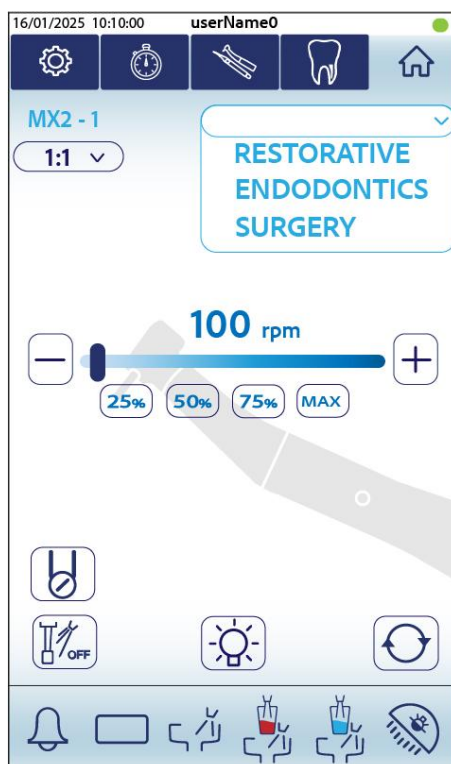 16/01/2025 10:10:00 userName0
MX2 - 1
1:1
RESTORATIVE
ENDODONTICS
SURGERY
100 rpm
25% 50% 75% MAX
OFF